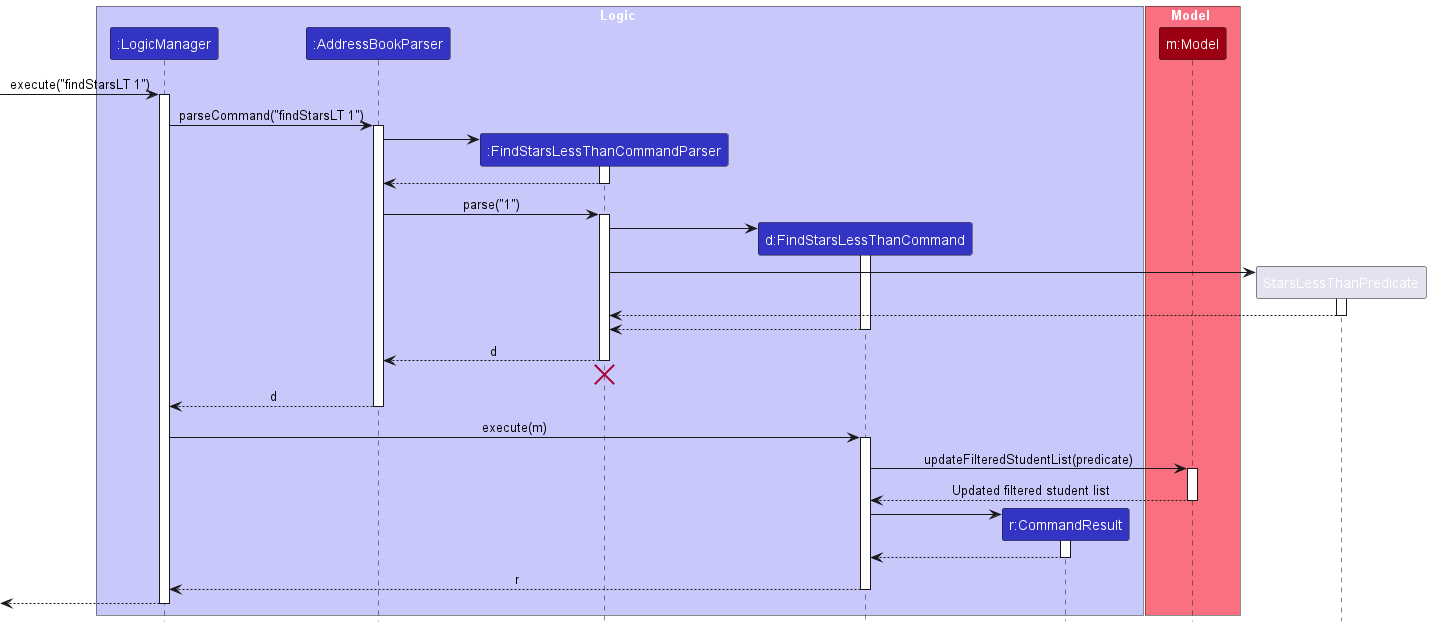 Logic
Model
:LogicManager
:AddressBookParser
m:Model
execute("findStarsLT 1")
parseCommand("findStarsLT 1")
:FindStarsLessThanCommandParser
parse("1")
d:FindStarsLessThanCommand
StarsLessThanPredicate
d
d
execute(m)
updateFilteredStudentList(predicate)
Updated filtered student list
r:CommandResult
r